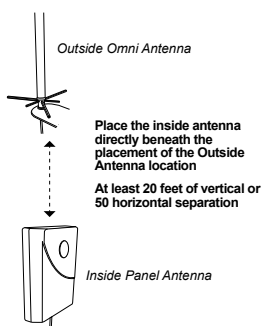 Outside Omni Antenna
Place the inside antenna
directly beneath the
placement of the Outside
Antenna location
At least 20 feet of vertical or
50 horizontal separation
Inside Panel Antenna